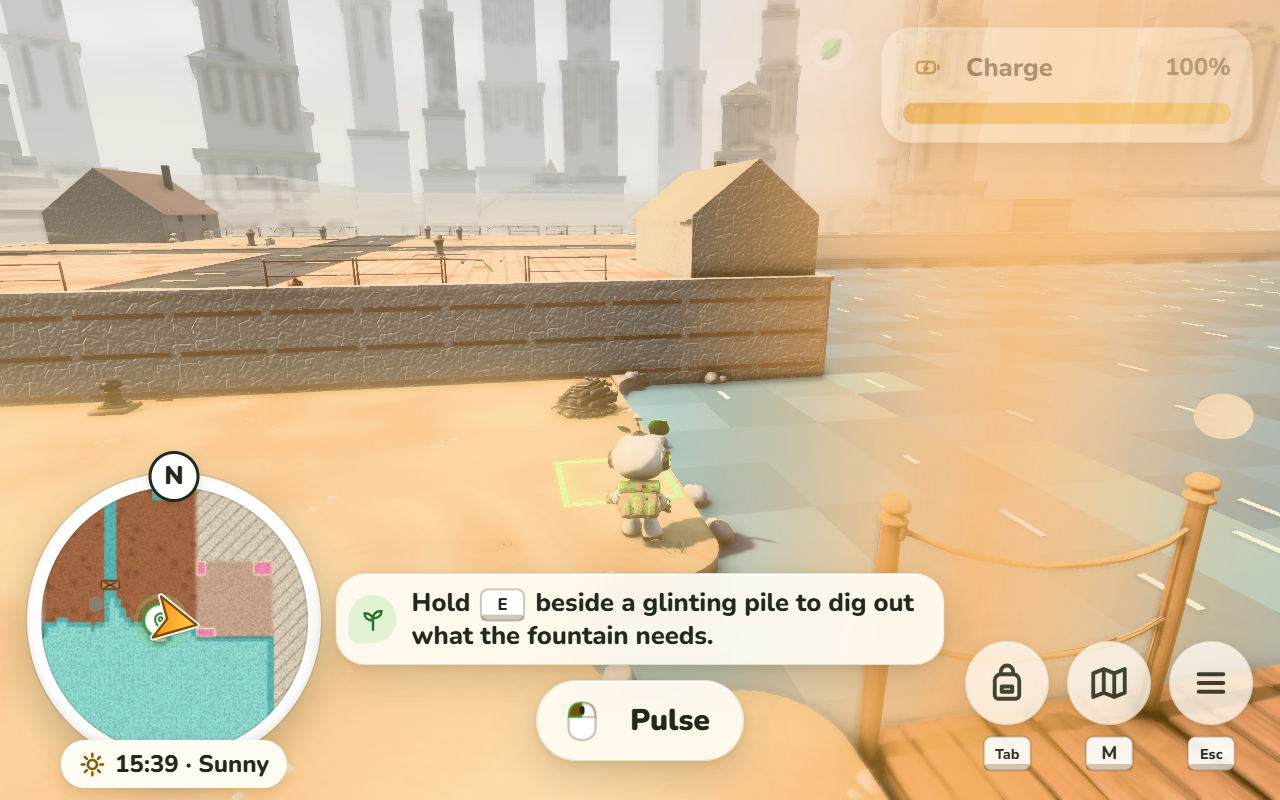 Charge 100%
N
Hold E beside a glinting pile to dig out
what the fountain needs.
Pulse
15:39 · Sunny
Tab M Esc